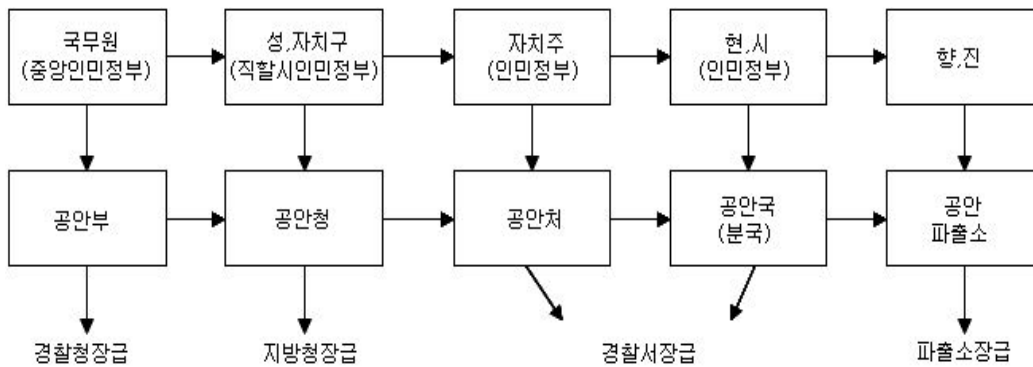 국무원
(중앙인민정부)
성,자치구
(직할시인민정부)
자치주
(인민정부)
현,시
(인민정부)
향,진
공안부
공안청
공안처
공안국
(분국)
공안
파출소
경찰청장급
지방청장급
경찰서장급
파출소장급